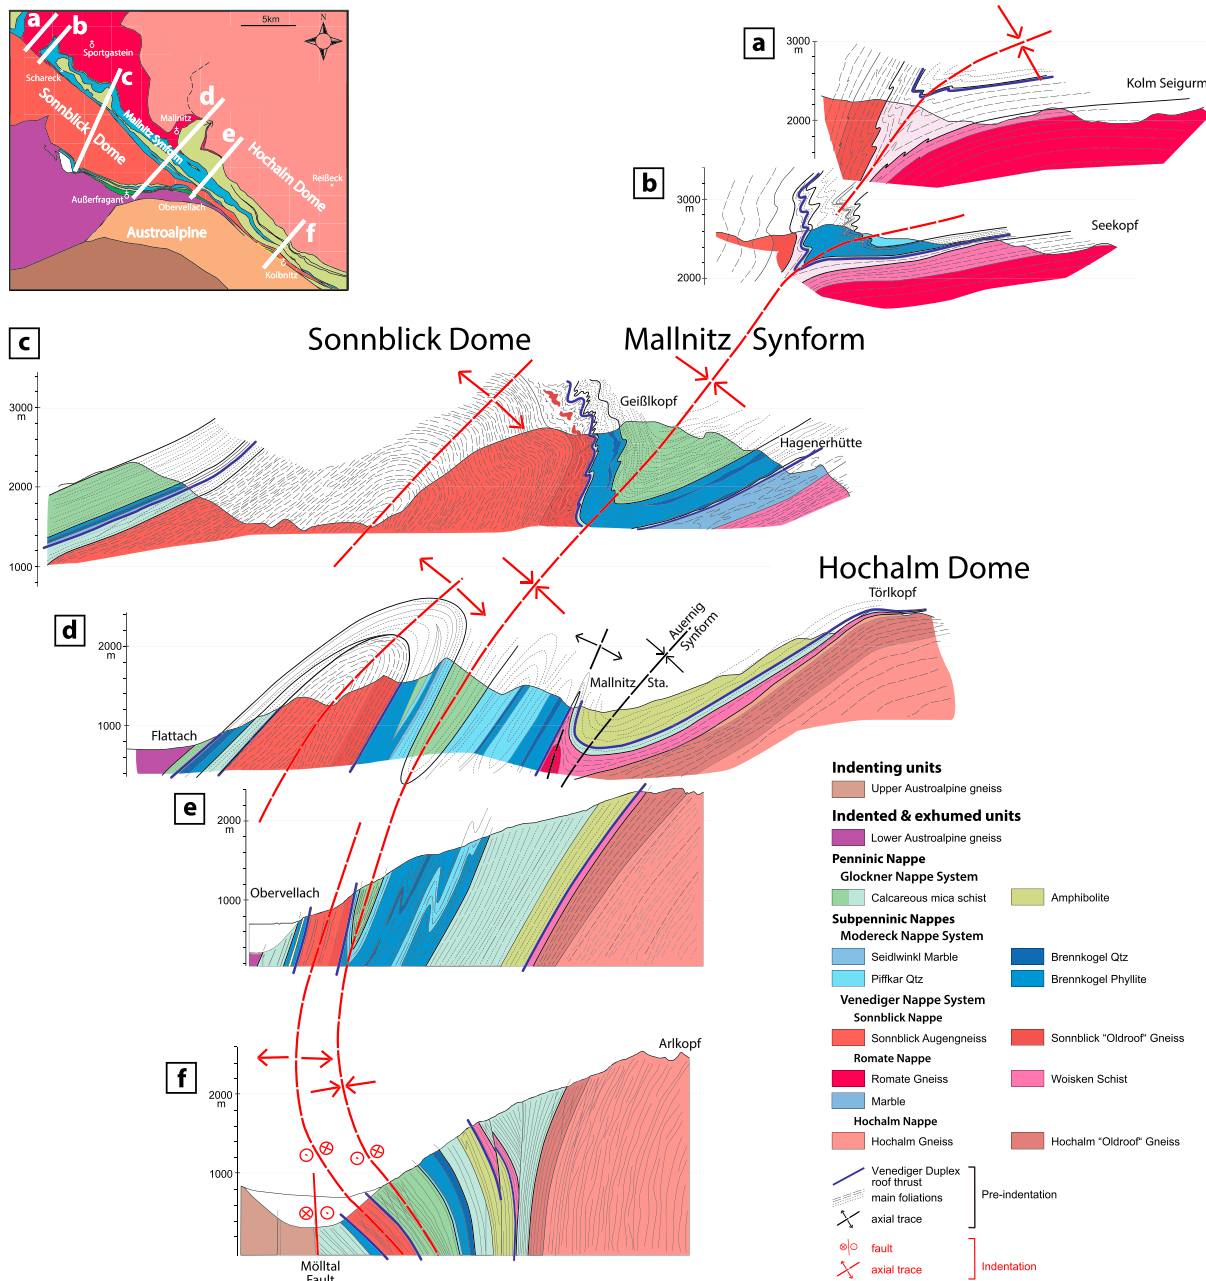 a
b
Sportgastein
Schareck
c
Sonnblick Dome
d
Mallnitz
Mallnitz Synform
e
Hochalm Dome
Reißeck
Außerfragant
Obervellach
Austroalpine
f
Kolbnitz
5km
N
a
3000
m
2000
Kolm Seigurm
b
3000
m
2000
Seekopf
c
Sonnblick Dome
Mallnitz Synform
3000
m
2000
1000
Geißlkopf
Hagenerhütte
Hochalm Dome
Törlkopf
d
2000
m
1000
Flattach
Mallnitz Sta.
Auernig
Synform
e
2000
m
1000
Obervellach
f
2000
m
1000
Arlkopf
Mölltal
Fault
Indenting units
Upper Austroalpine gneiss
Indented & exhumed units
Lower Austroalpine gneiss
Penninic Nappe
Glockner Nappe System
Calcareous mica schist
Amphibolite
Subpenninic Nappes
Modereck Nappe System
Seidlwinkl Marble
Brennkogel Qtz
Piffkar Qtz
Brennkogel Phyllite
Venediger Nappe System
Sonnblick Nappe
Sonnblick Augengneiss
Sonnblick "Oldroof" Gneiss
Romate Nappe
Romate Gneiss
Woisken Schist
Marble
Hochalm Nappe
Hochalm Gneiss
Hochalm "Oldroof" Gneiss
Venediger Duplex
roof thrust
main foliations
axial trace
Pre-indentation
fault
axial trace
Indentation